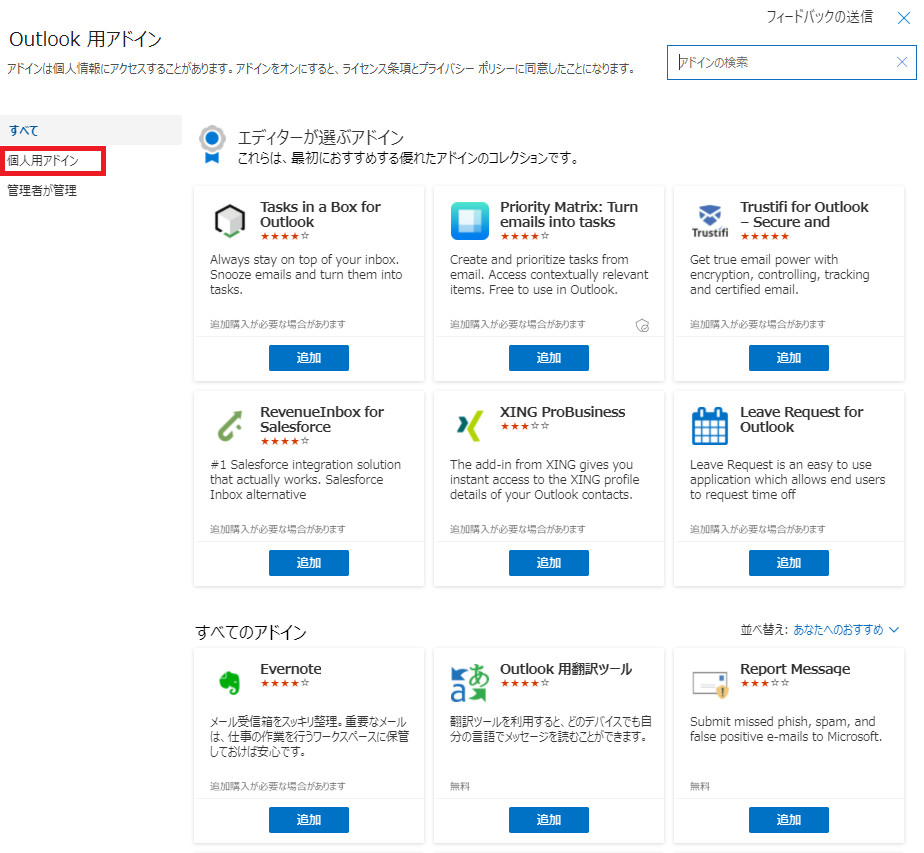 フィードバックの送信
Outlook 用アドイン
アドインは個人情報にアクセスすることがあります。アドインをオンにすると、ライセンス条項とプライバシー ポリシーに同意したことになります。
アドインの検索
すべて
個人用アドイン
管理者が管理
エディターが選ぶアドイン
これらは、最初におすすめする優れたアドインのコレクションです。
Tasks in a Box for
Outlook
★★★★☆
Always stay on top of your inbox.
Snooze emails and turn them into
tasks.
追加購入が必要な場合があります
追加
Priority Matrix: Turn
emails into tasks
★★★★☆
Create and prioritize tasks from
email. Access contextually relevant
items. Free to use in Outlook.
追加購入が必要な場合があります
追加
Trustifi
Trustifi for Outlook
– Secure and
★★★★★
Get true email power with
encryption, controlling, tracking
and certified email.
追加購入が必要な場合があります
追加
RevenueInbox for
Salesforce
★★★★☆
#1 Salesforce integration solution
that actually works. Salesforce
Inbox alternative
追加購入が必要な場合があります
追加
XING ProBusiness
★★★☆☆
The add-in from XING gives you
instant access to the XING profile
details of your Outlook contacts.
追加購入が必要な場合があります
追加
Leave Request for
Outlook
Leave Request is an easy to use
application which allows end users
to request time off
追加購入が必要な場合があります
追加
すべてのアドイン
並べ替え: あなたへのおすすめ
Evernote
★★★★☆
メール受信箱をスッキリ整理。重要なメール
は、仕事の作業を行うワークスペースに保管
しておけば安心です。
追加購入が必要な場合があります
追加
aあ
Outlook 用翻訳ツール
★★★★☆
翻訳ツールを利用すると、どのデバイスでも自
分の言語でメッセージを読むことができます。
無料
追加
Report Message
★★★☆☆
Submit missed phish, spam, and
false positive e-mails to Microsoft.
無料
追加